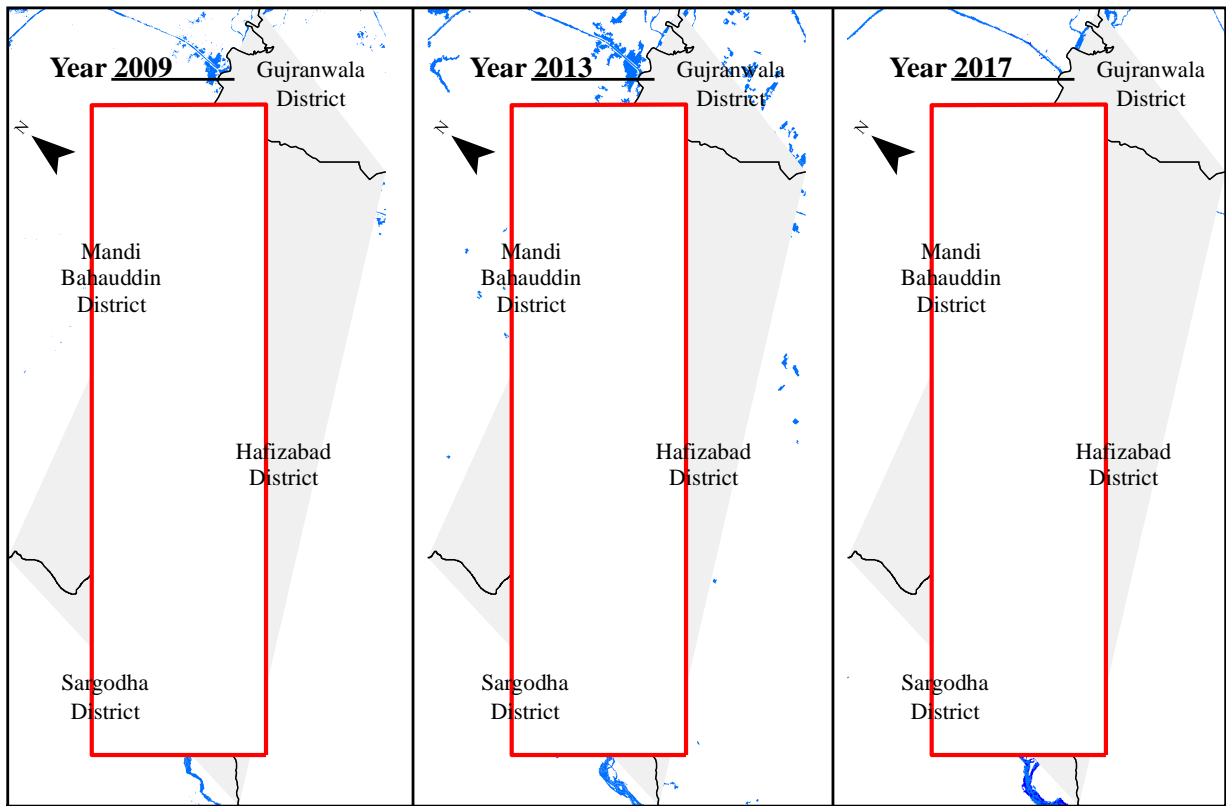 Year 2009
Gujranwala
District
N
Mandi
Bahauddin
District
Hafizabad
District
Sargodha
District
Year 2013
Gujranwala
District
N
Mandi
Bahauddin
District
Hafizabad
District
Sargodha
District
Year 2017
Gujranwala
District
N
Mandi
Bahauddin
District
Hafizabad
District
Sargodha
District